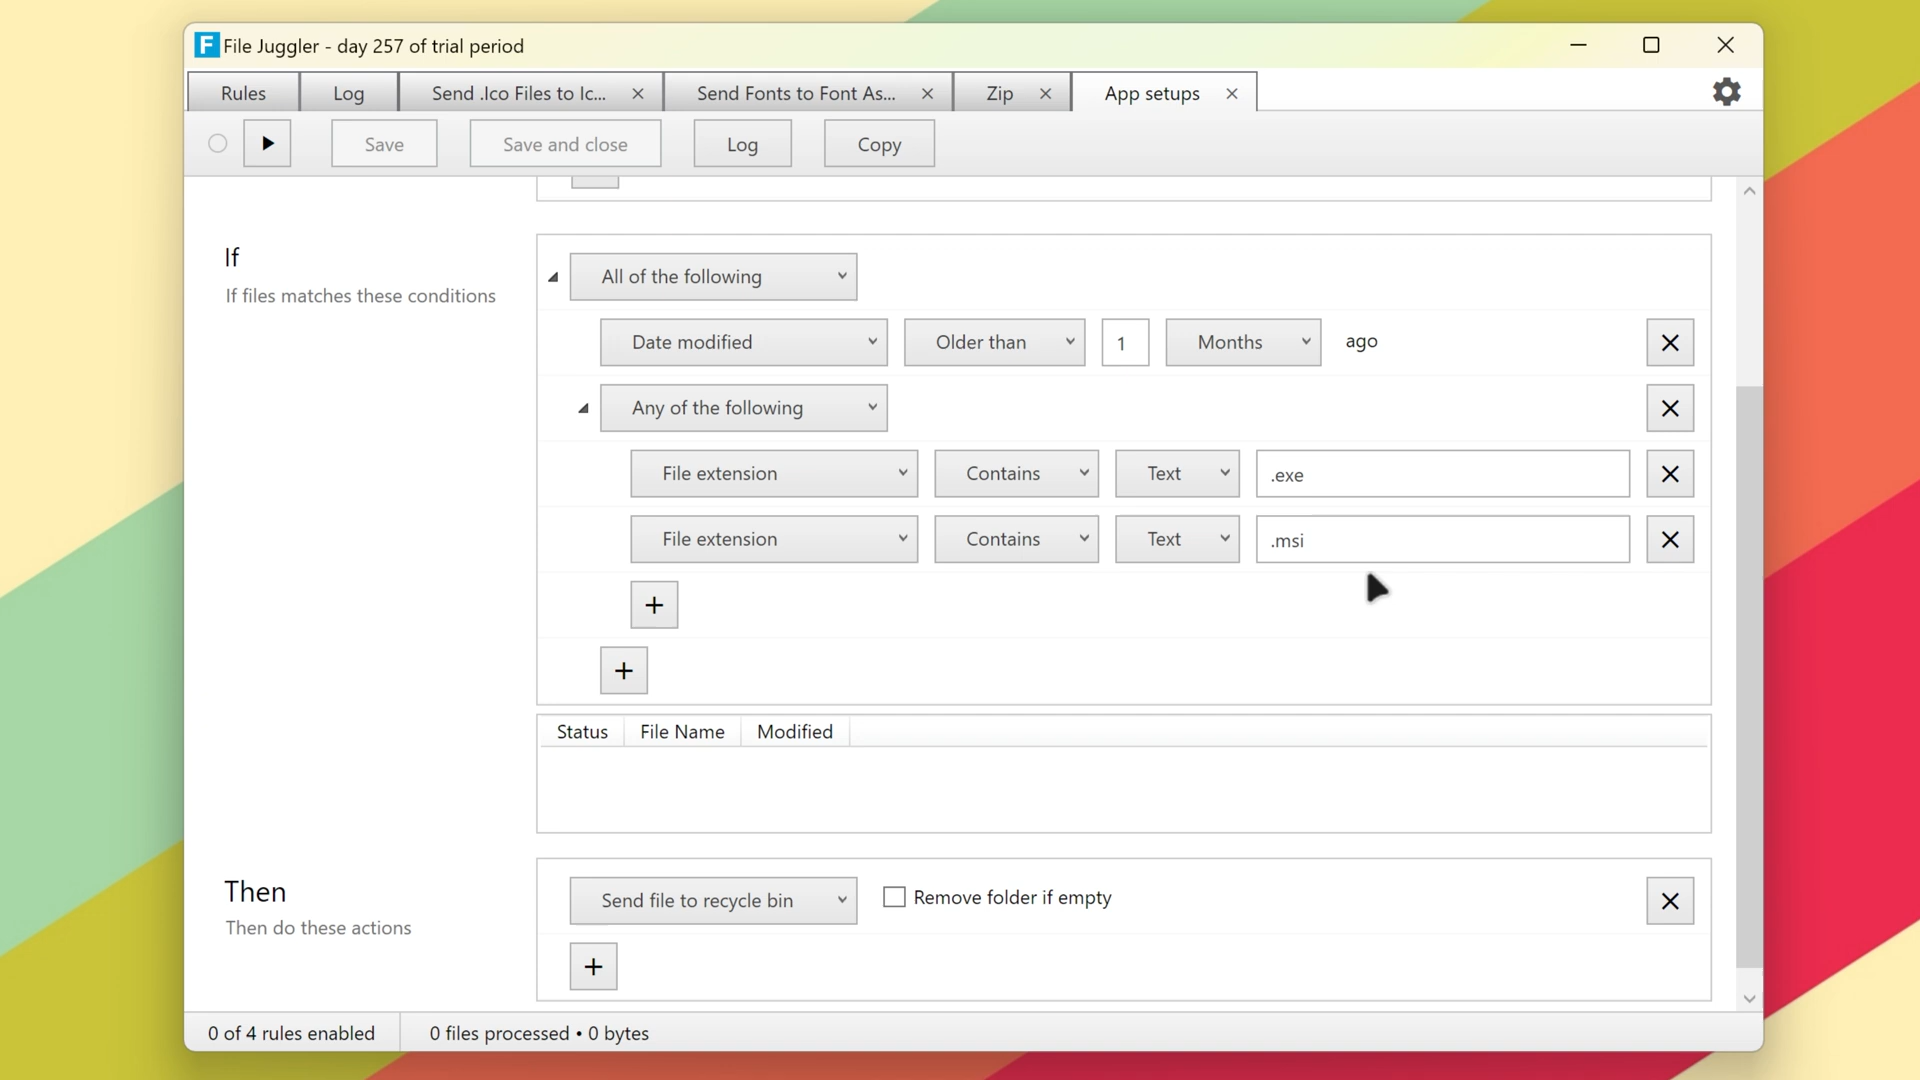 F File Juggler - day 257 of trial period
Rules Log Send .Ico Files to Ic... Send Fonts to Font As... Zip App setups
Save Save and close Log Copy
If
If files matches these conditions
All of the following
Date modified Older than 1 Months ago
Any of the following
File extension Contains Text .exe
File extension Contains Text .msi
+
+
Status File Name Modified
Then
Then do these actions
Send file to recycle bin Remove folder if empty
+
0 of 4 rules enabled 0 files processed • 0 bytes